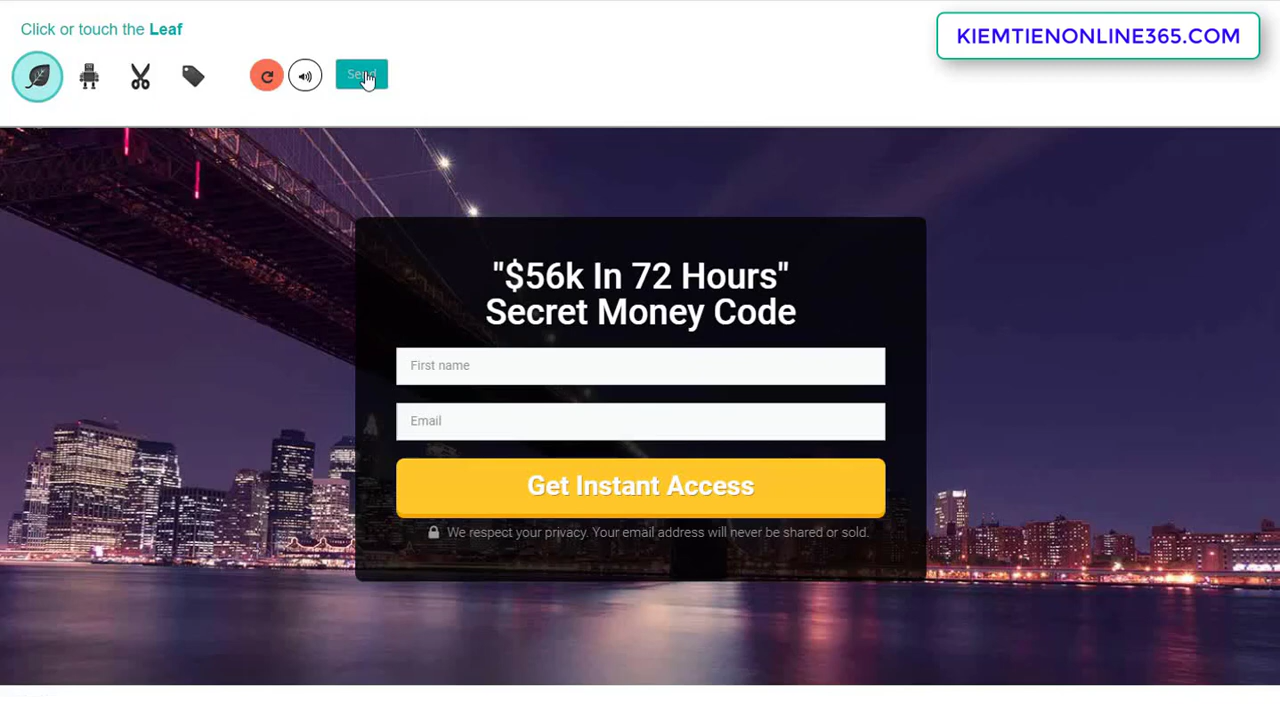 Click or touch the Leaf
KIEMTIENONLINE365.COM
Send
"$56k In 72 Hours"
Secret Money Code
First name
Email
Get Instant Access
We respect your privacy. Your email address will never be shared or sold.